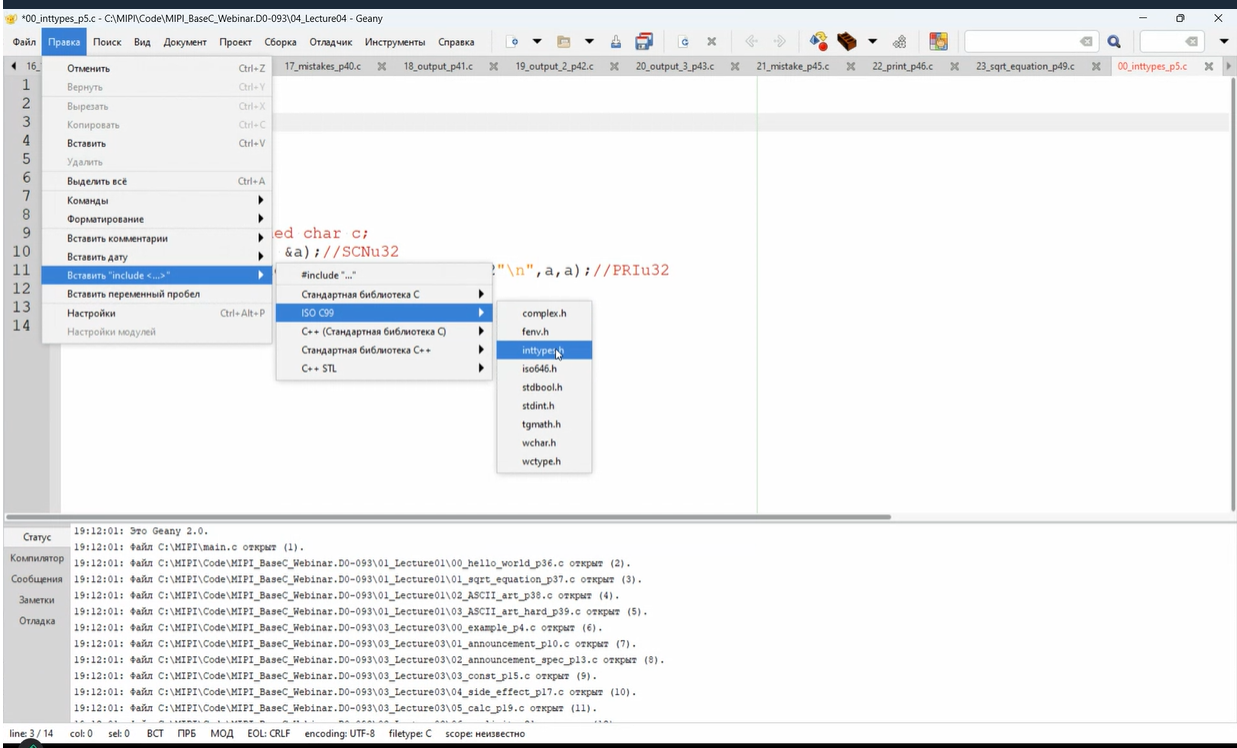 *00_inttypes_p5.c - C:\MIPI\Code\MIPI_BaseC_Webinar.D0-093\04_Lecture04 - Geany
Файл Правка Поиск Вид Документ Проект Сборка Отладчик Инструменты Справка
16_ 17_mistakes_p40.c 18_output_p41.c 19_output_2_p42.c 20_output_3_p43.c 21_mistake_p45.c 22_print_p46.c 23_sqrt_equation_p49.c 00_inttypes_p5.c
1
2
3
4
5
6
7
8
9 ed char c;
10 &a);//SCNu32
11 "\n",a,a);//PRIu32
12
13
14
Отменить Ctrl+Z
Вернуть Ctrl+Y
Вырезать Ctrl+X
Копировать Ctrl+C
Вставить Ctrl+V
Удалить
Выделить всё Ctrl+A
Команды
Форматирование
Вставить комментарии
Вставить дату
Вставить "include <...>"
Вставить переменный пробел
Настройки Ctrl+Alt+P
Настройки модулей
#include "..."
Стандартная библиотека C
ISO C99
C++ (Стандартная библиотека C)
Стандартная библиотека C++
C++ STL
complex.h
fenv.h
inttypes.h
iso646.h
stdbool.h
stdint.h
tgmath.h
wchar.h
wctype.h
Статус
Компилятор
Сообщения
Заметки
Отладка
19:12:01: Это Geany 2.0.
19:12:01: Файл C:\MIPI\main.c открыт (1).
19:12:01: Файл C:\MIPI\Code\MIPI_BaseC_Webinar.D0-093\01_Lecture01\00_hello_world_p36.c открыт (2).
19:12:01: Файл C:\MIPI\Code\MIPI_BaseC_Webinar.D0-093\01_Lecture01\01_sqrt_equation_p37.c открыт (3).
19:12:01: Файл C:\MIPI\Code\MIPI_BaseC_Webinar.D0-093\01_Lecture01\02_ASCII_art_p38.c открыт (4).
19:12:01: Файл C:\MIPI\Code\MIPI_BaseC_Webinar.D0-093\01_Lecture01\03_ASCII_art_hard_p39.c открыт (5).
19:12:01: Файл C:\MIPI\Code\MIPI_BaseC_Webinar.D0-093\03_Lecture03\00_example_p4.c открыт (6).
19:12:01: Файл C:\MIPI\Code\MIPI_BaseC_Webinar.D0-093\03_Lecture03\01_announcement_p10.c открыт (7).
19:12:01: Файл C:\MIPI\Code\MIPI_BaseC_Webinar.D0-093\03_Lecture03\02_announcement_spec_p13.c открыт (8).
19:12:01: Файл C:\MIPI\Code\MIPI_BaseC_Webinar.D0-093\03_Lecture03\03_const_p15.c открыт (9).
19:12:01: Файл C:\MIPI\Code\MIPI_BaseC_Webinar.D0-093\03_Lecture03\04_side_effect_p17.c открыт (10).
19:12:01: Файл C:\MIPI\Code\MIPI_BaseC_Webinar.D0-093\03_Lecture03\05_calc_p19.c открыт (11).
line: 3 / 14 col: 0 sel: 0 ВСТ ПРБ МОД EOL: CRLF encoding: UTF-8 filetype: C scope: неизвестно